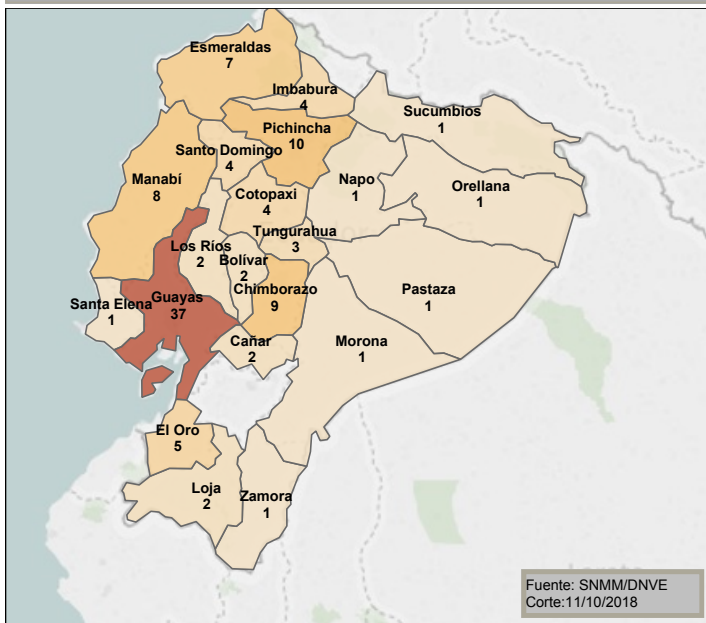 Esmeraldas
7
Imbabura
4
Sucumbios
1
Pichincha
10
Santo Domingo
4
Napo
1
Orellana
1
Manabí
8
Cotopaxi
4
Tungurahua
3
Los Ríos
2
Bolívar
2
Chimborazo
9
Pastaza
1
Santa Elena
1
Guayas
37
Cañar
2
Morona
1
El Oro
5
Loja
2
Zamora
1
Fuente: SNMM/DNVE
Corte:11/10/2018